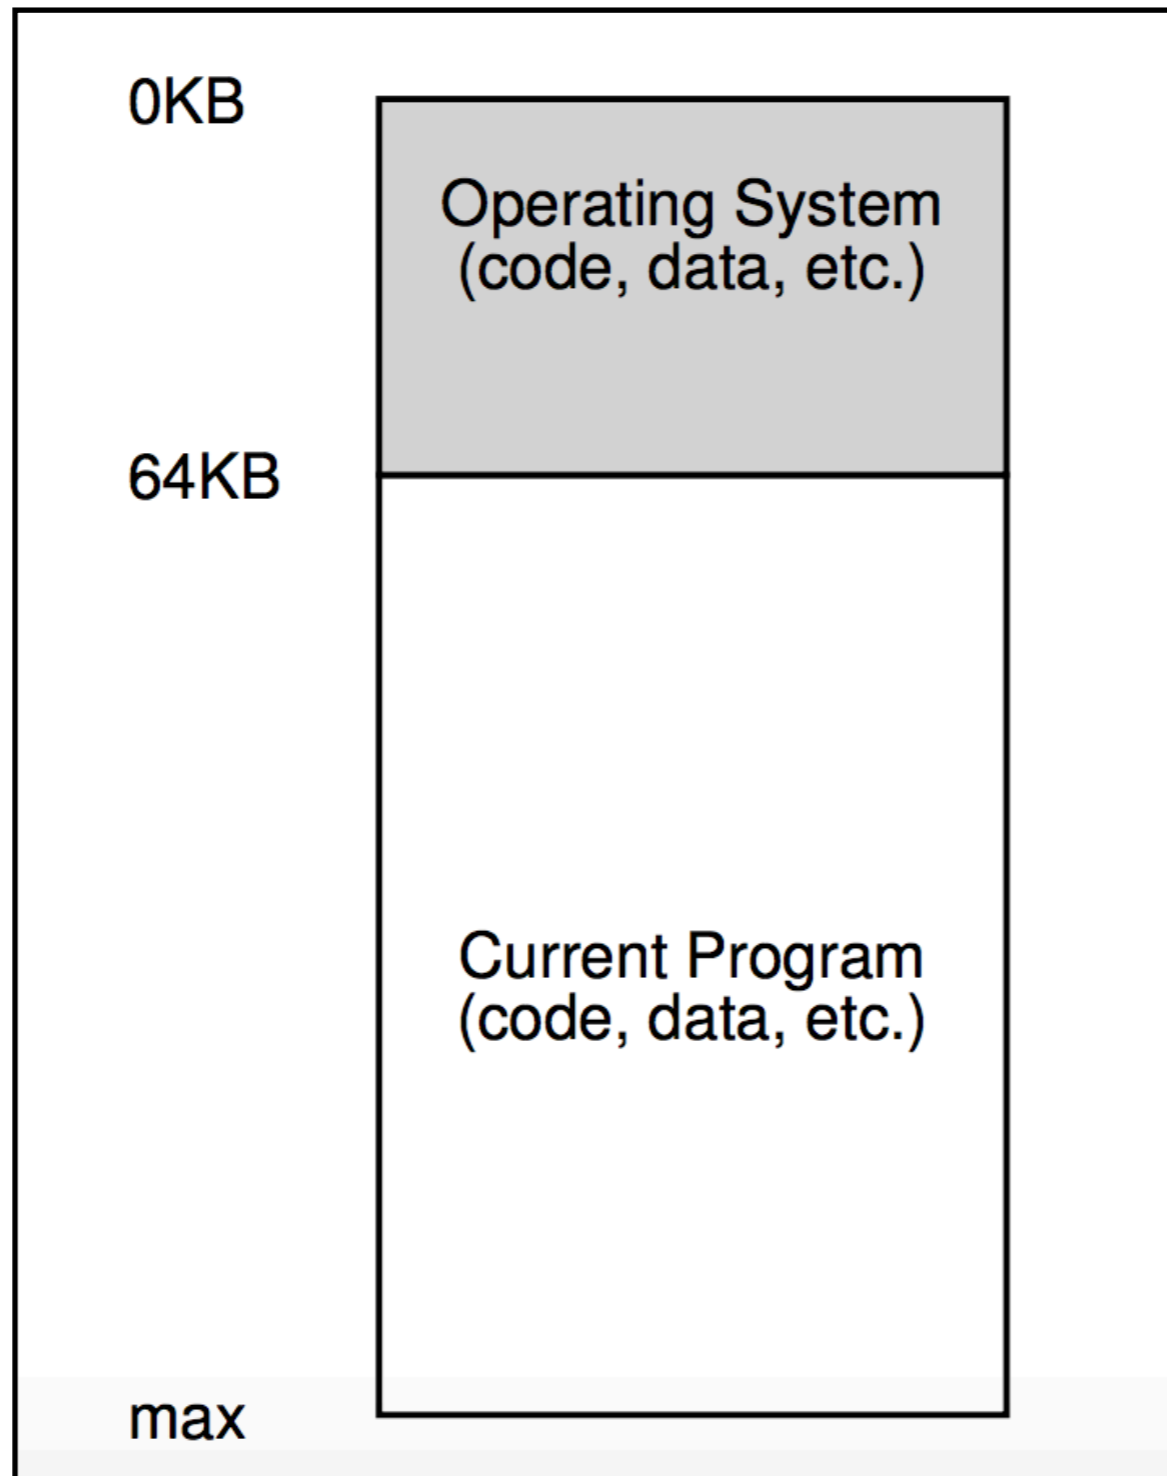 0KB
Operating System
(code, data, etc.)
64KB
Current Program
(code, data, etc.)
max